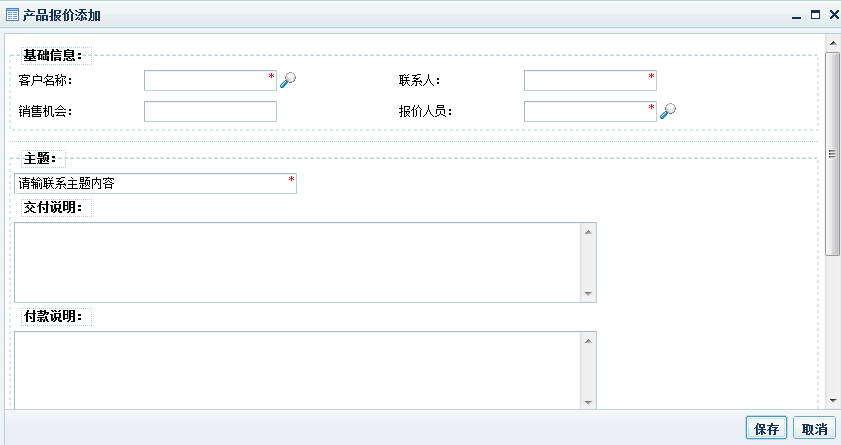 产品报价添加
基础信息：
客户名称： * 联系人： *
销售机会： 报价人员： *
主题：
请输联系主题内容 *
交付说明：
付款说明：
保存 取消